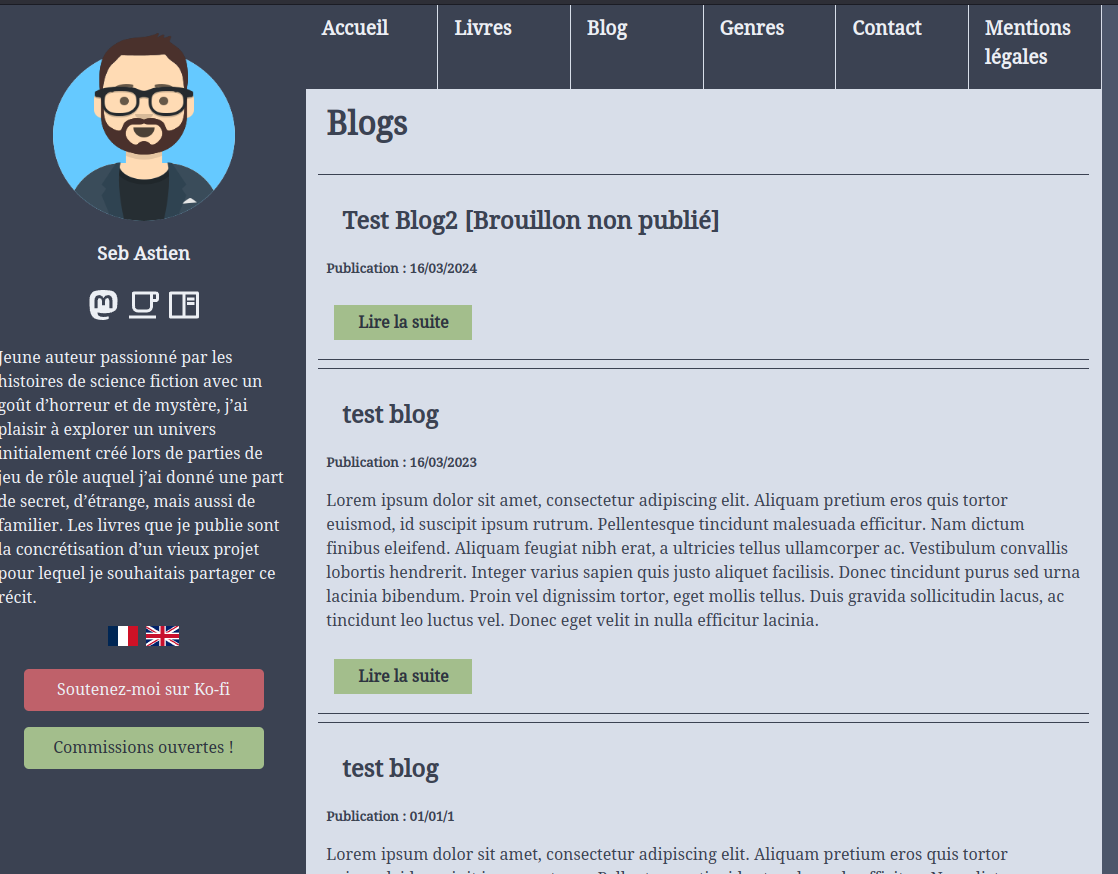 Accueil
Livres
Blog
Genres
Contact
Mentions
légales
Seb Astien
Jeune auteur passionné par les
histoires de science fiction avec un
goût d’horreur et de mystère, j’ai
plaisir à explorer un univers
initialement créé lors de parties de
jeu de rôle auquel j’ai donné une part
de secret, d’étrange, mais aussi de
familier. Les livres que je publie sont
la concrétisation d’un vieux projet
pour lequel je souhaitais partager ce
récit.
Soutenez-moi sur Ko-fi
Commissions ouvertes !
Blogs
Test Blog2 [Brouillon non publié]
Publication : 16/03/2024
Lire la suite
test blog
Publication : 16/03/2023
Lorem ipsum dolor sit amet, consectetur adipiscing elit. Aliquam pretium eros quis tortor
euismod, id suscipit ipsum rutrum. Pellentesque tincidunt malesuada efficitur. Nam dictum
finibus eleifend. Aliquam feugiat nibh erat, a ultricies tellus ullamcorper ac. Vestibulum convallis
lobortis hendrerit. Integer varius sapien quis justo aliquet facilisis. Donec tincidunt purus sed urna
lacinia bibendum. Proin vel dignissim tortor, eget mollis tellus. Duis gravida sollicitudin lacus, ac
tincidunt leo luctus vel. Donec eget velit in nulla efficitur lacinia.
Lire la suite
test blog
Publication : 01/01/1
Lorem ipsum dolor sit amet, consectetur adipiscing elit. Aliquam pretium eros quis tortor